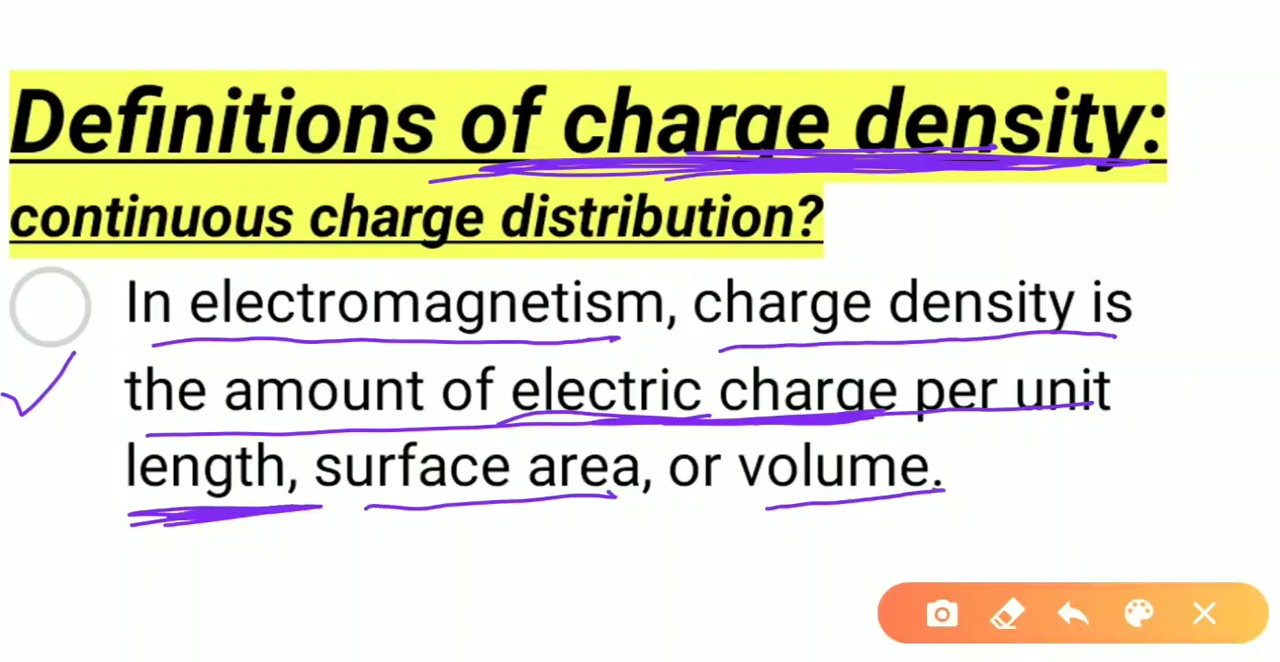 Definitions of charge density:
continuous charge distribution?
In electromagnetism, charge density is
the amount of electric charge per unit
length, surface area, or volume.